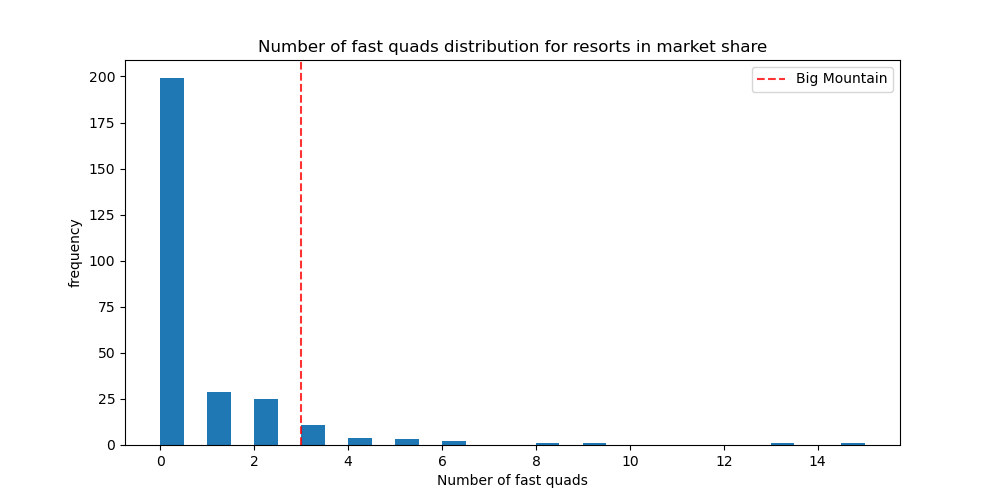 Number of fast quads distribution for resorts in market share
Big Mountain
200
175
150
125
100
75
50
25
0
frequency
0 2 4 6 8 10 12 14
Number of fast quads